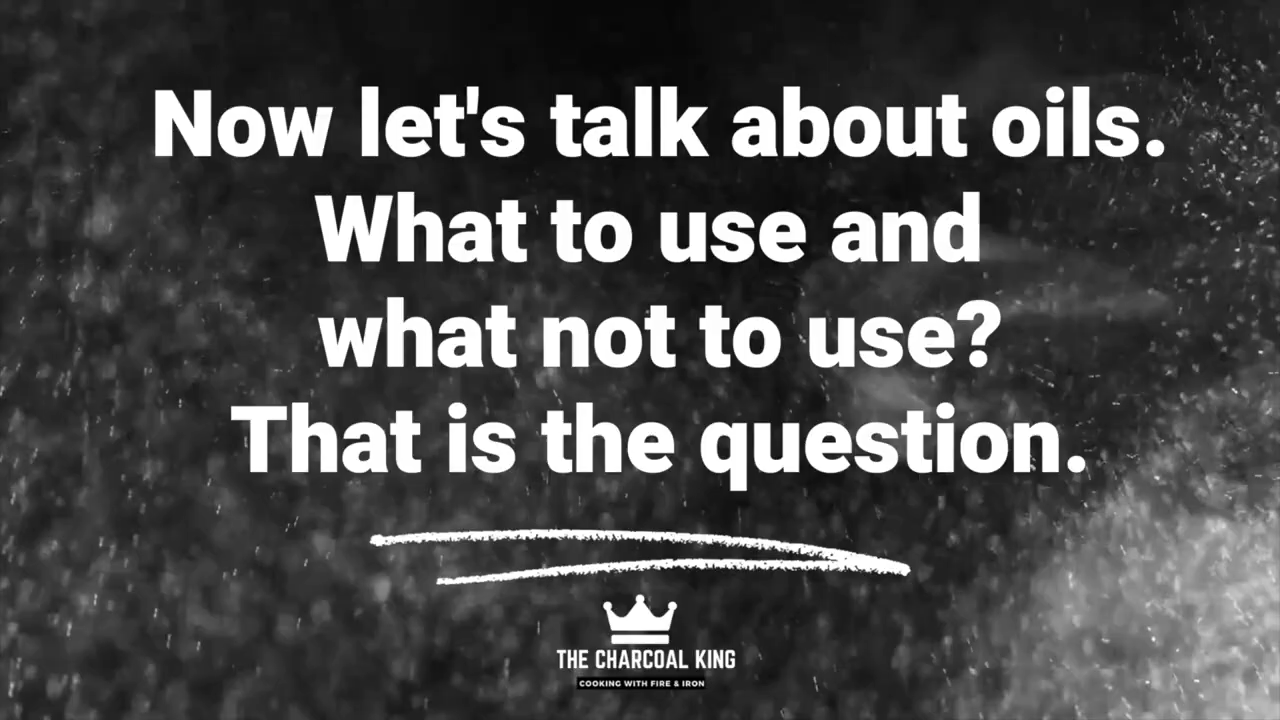 Now let's talk about oils.
What to use and
what not to use?
That is the question.
THE CHARCOAL KING
COOKING WITH FIRE & IRON